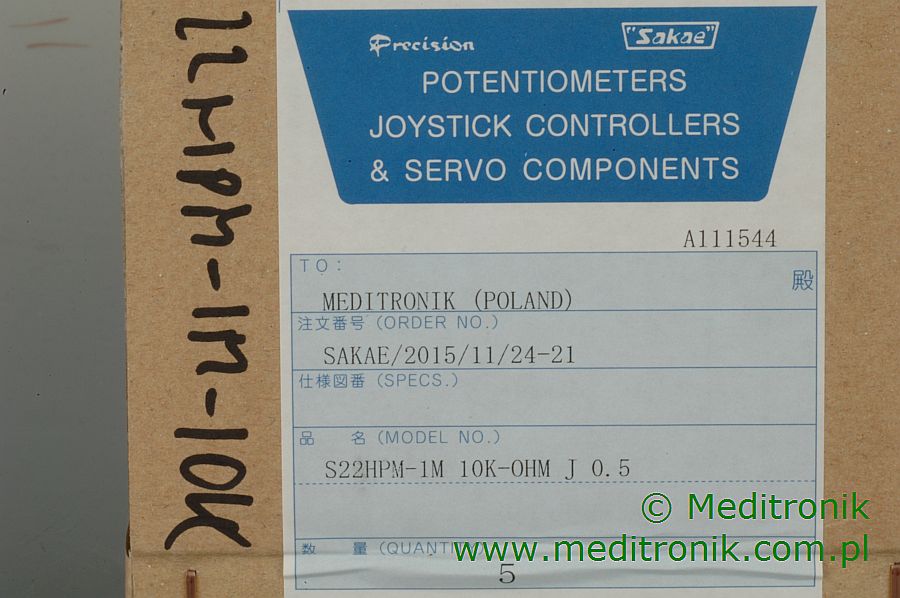 22HPM-1M-10K
Precision
"Sakae"
POTENTIOMETERS
JOYSTICK CONTROLLERS
& SERVO COMPONENTS
A111544
TO:
殿
MEDITRONIK (POLAND)
注文番号 (ORDER NO.)
SAKAE/2015/11/24-21
仕様図番 (SPECS.)
品 名 (MODEL NO.)
S22HPM-1M 10K-OHM J 0.5
© Meditronik
数 量 (QUANTI
www.meditronik.com.pl
5